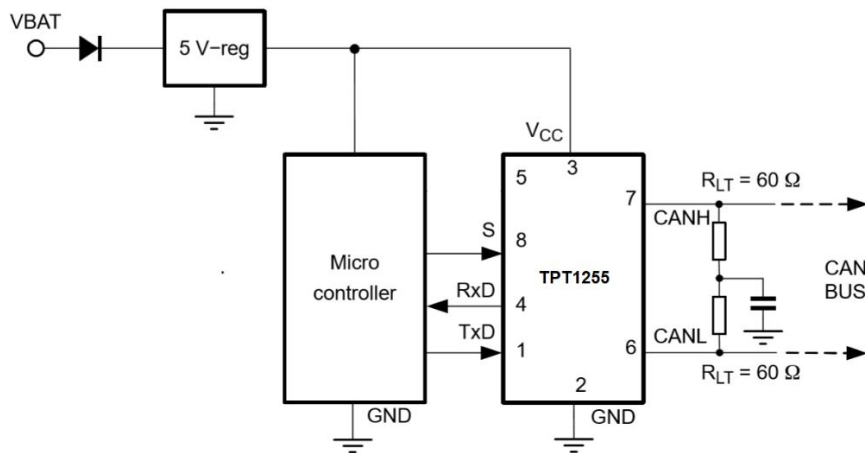 VBAT
5 V−reg
V_CC
5
3
7
R_LT = 60 Ω
S
8
CANH
Micro
controller
TPT1255
CAN
BUS
RxD
4
TxD
1
6
CANL
2
R_LT = 60 Ω
GND
GND